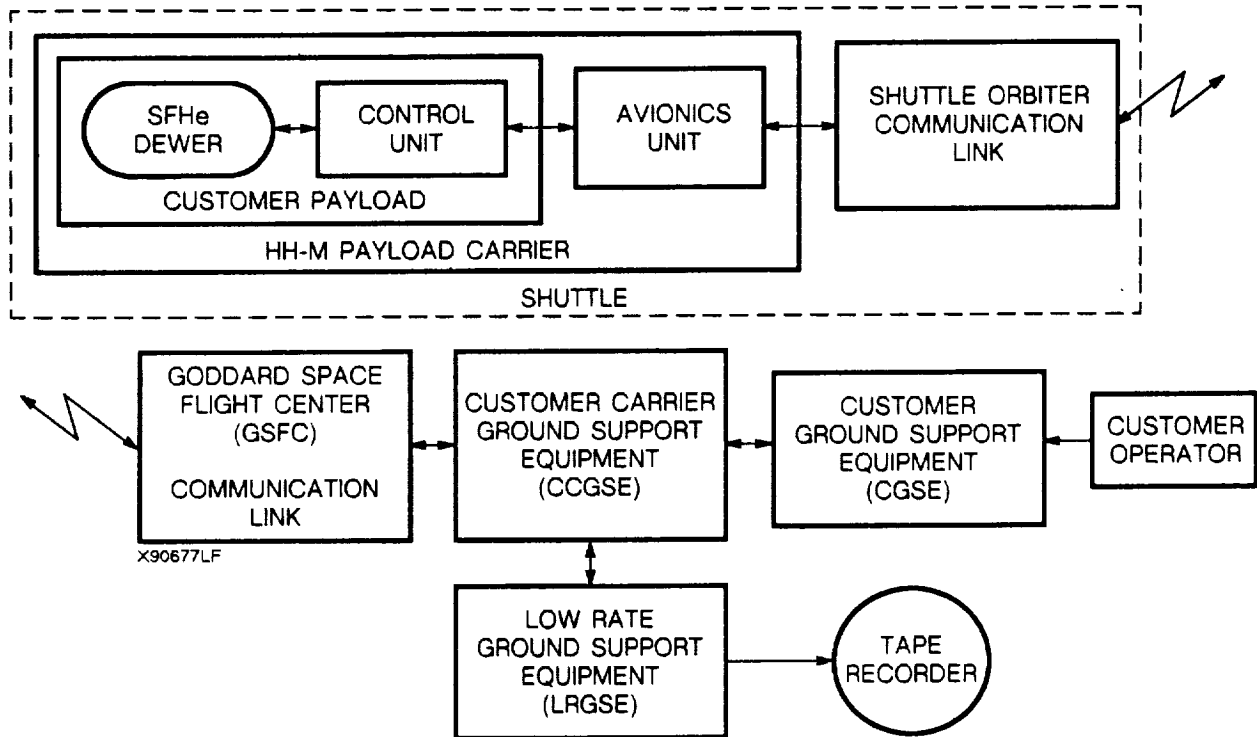 SFHe
DEWER
CONTROL
UNIT
CUSTOMER PAYLOAD
AVIONICS
UNIT
HH-M PAYLOAD CARRIER
SHUTTLE ORBITER
COMMUNICATION
LINK
SHUTTLE
GODDARD SPACE
FLIGHT CENTER
(GSFC)
COMMUNICATION
LINK
X90677LF
CUSTOMER CARRIER
GROUND SUPPORT
EQUIPMENT
(CCGSE)
CUSTOMER
GROUND SUPPORT
EQUIPMENT
(CGSE)
CUSTOMER
OPERATOR
LOW RATE
GROUND SUPPORT
EQUIPMENT
(LRGSE)
TAPE
RECORDER